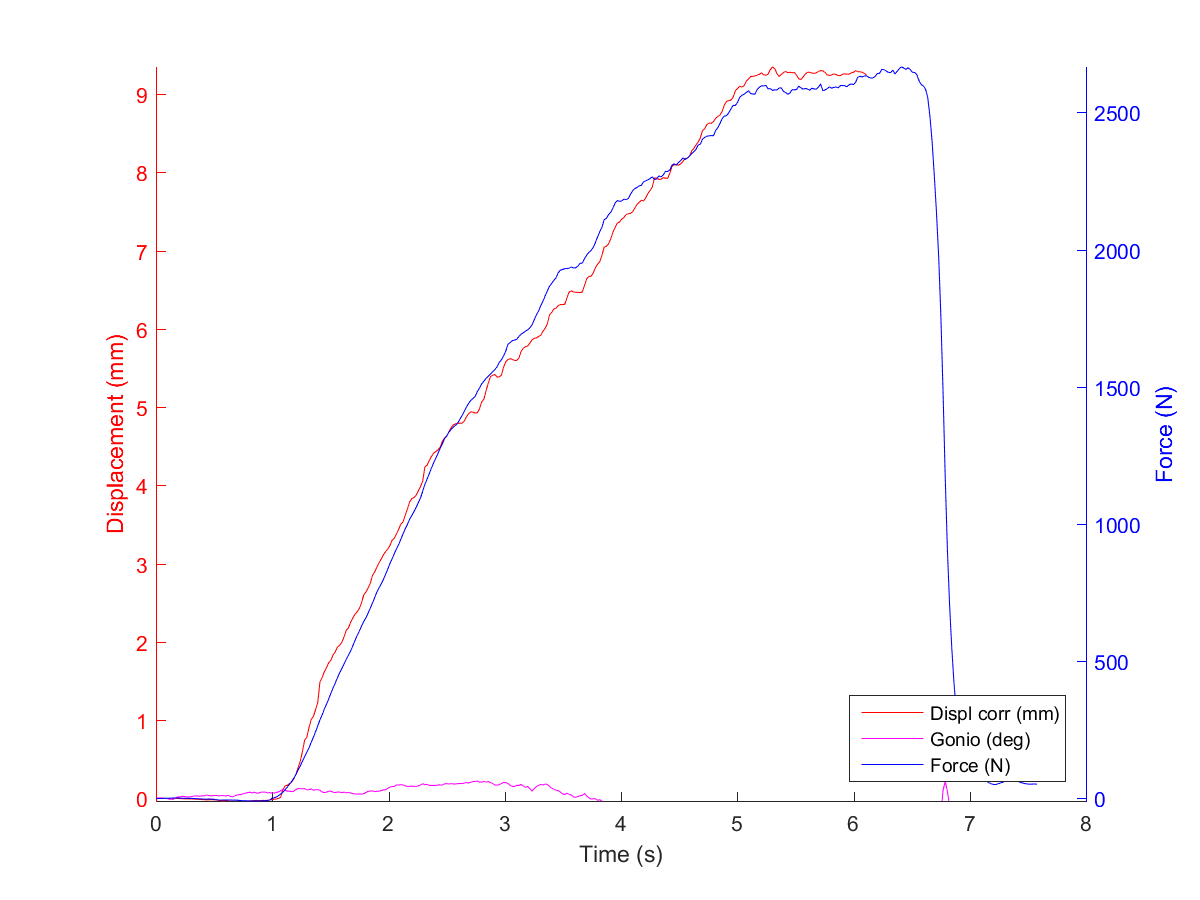 9
8
7
6
5
4
3
2
1
0
Displacement (mm)
2500
2000
1500
1000
500
0
Force (N)
Displ corr (mm)
Gonio (deg)
Force (N)
0 1 2 3 4 5 6 7 8
Time (s)